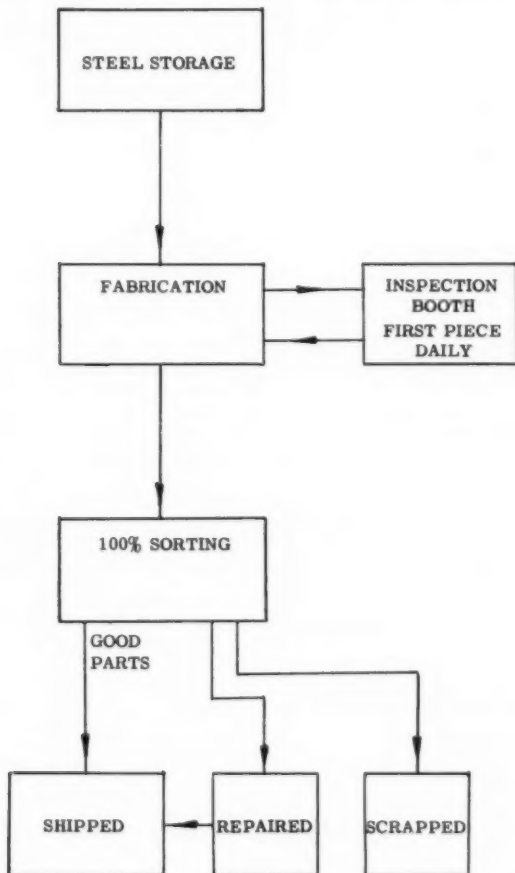 STEEL STORAGE
FABRICATION
INSPECTION
BOOTH
FIRST PIECE
DAILY
100% SORTING
GOOD
PARTS
SHIPPED
REPAIRED
SCRAPPED